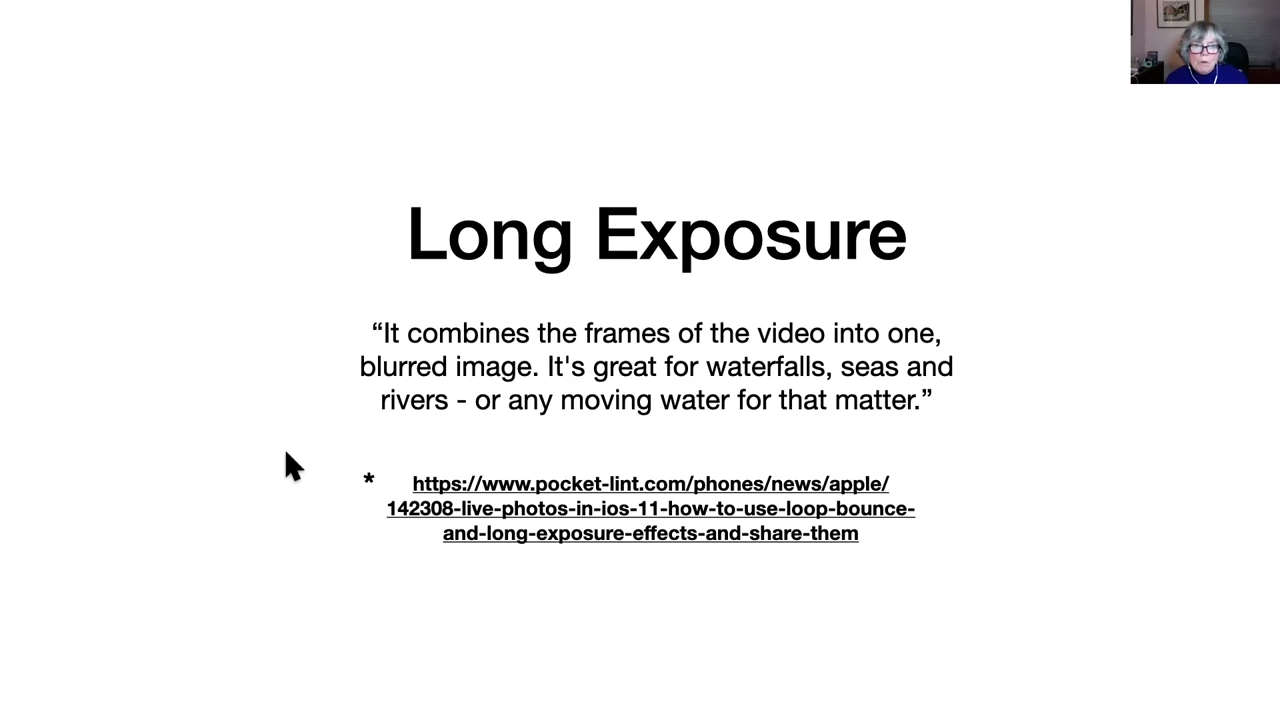 Long Exposure
“It combines the frames of the video into one,
blurred image. It's great for waterfalls, seas and
rivers - or any moving water for that matter.”
* https://www.pocket-lint.com/phones/news/apple/
142308-live-photos-in-ios-11-how-to-use-loop-bounce-
and-long-exposure-effects-and-share-them